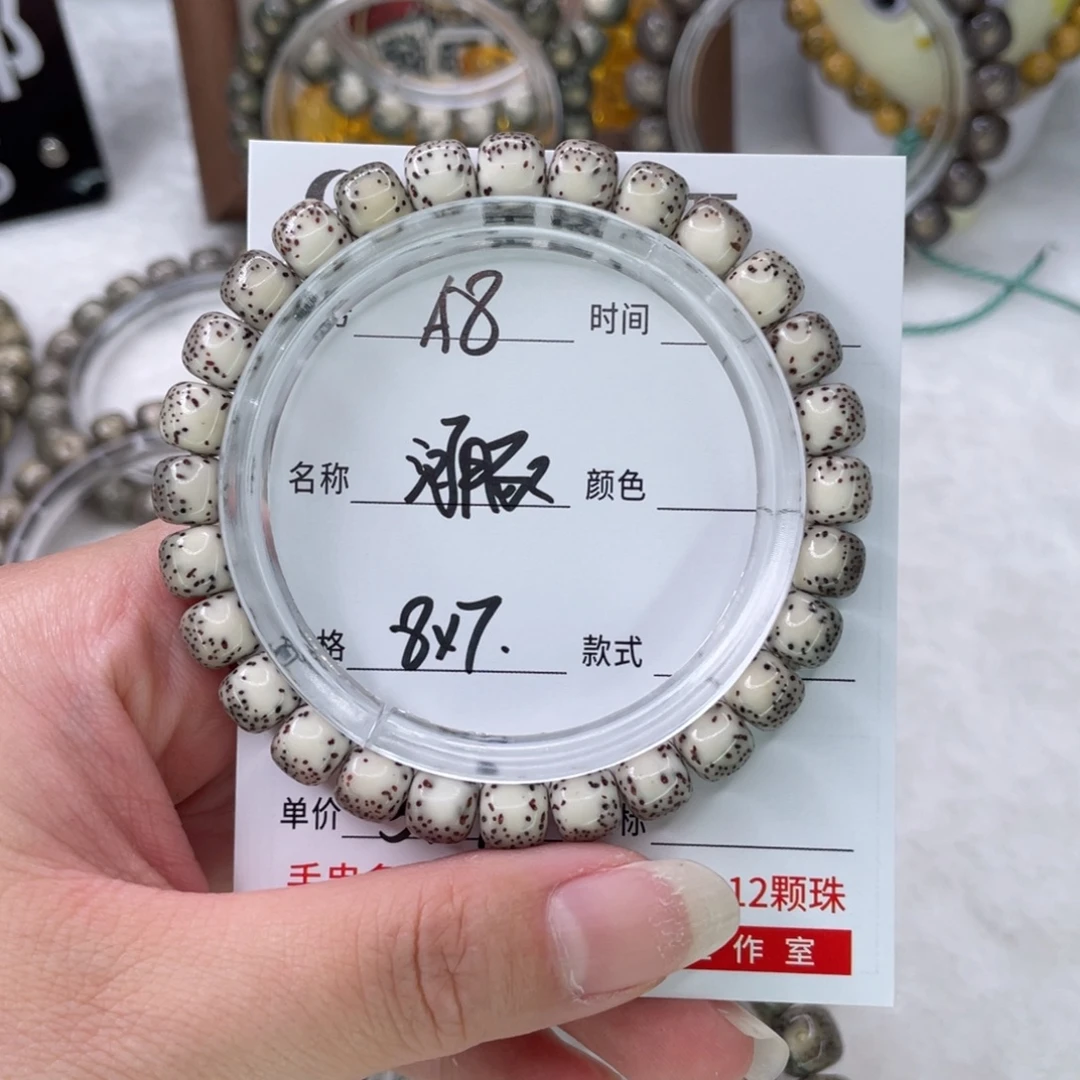 A8 时间
名称 颜色
格 8x7. 款式
单价 标
12颗珠
作室